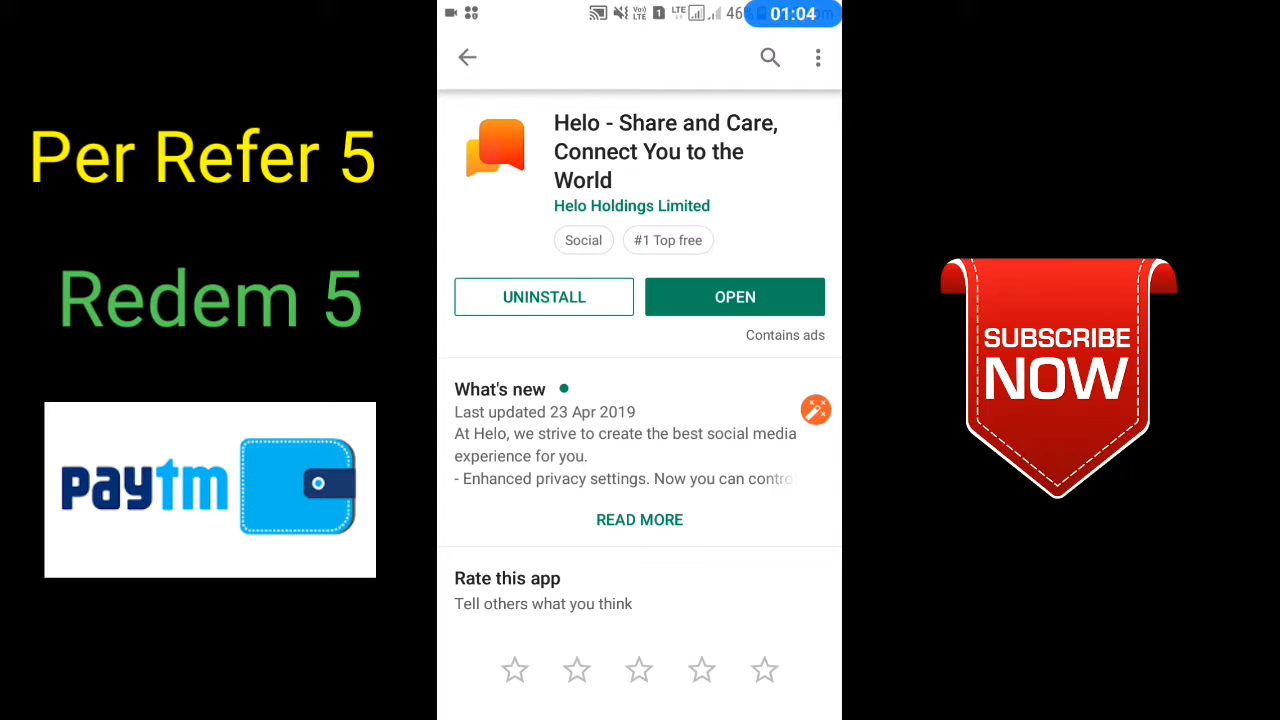 Per Refer 5
Redem 5
paytm
1
LTE
46
01:04
Helo - Share and Care,
Connect You to the
World
Helo Holdings Limited
Social
#1 Top free
UNINSTALL
OPEN
Contains ads
What's new
Last updated 23 Apr 2019
At Helo, we strive to create the best social media
experience for you.
- Enhanced privacy settings. Now you can contro
READ MORE
Rate this app
Tell others what you think
SUBSCRIBE
NOW